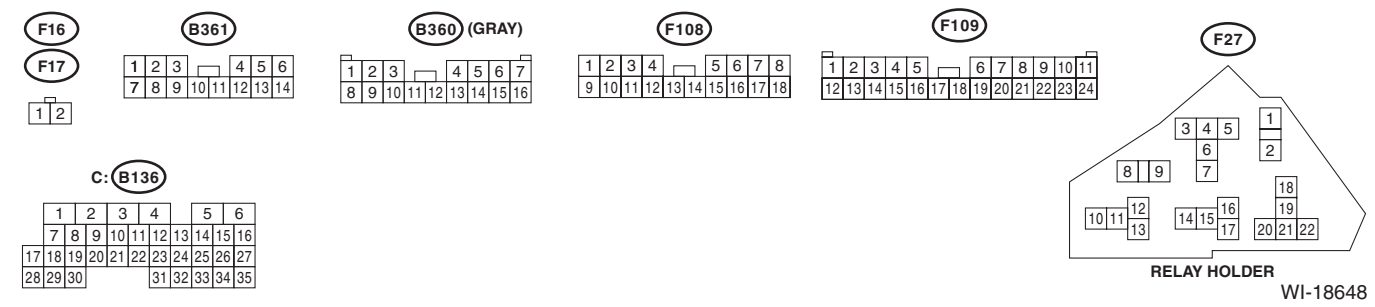 F16
F17
1 2
B361
1 2 3 4 5 6
7 8 9 10 11 12 13 14
B360 (GRAY)
1 2 3 4 5 6 7
8 9 10 11 12 13 14 15 16
F108
1 2 3 4 5 6 7 8
9 10 11 12 13 14 15 16 17 18
F109
1 2 3 4 5 6 7 8 9 10 11
12 13 14 15 16 17 18 19 20 21 22 23 24
F27
1
3 4 5
6
2
7
8 9
18
12
16
19
10 11
14 15
13
17
20 21 22
RELAY HOLDER
C: B136
1 2 3 4 5 6
7 8 9 10 11 12 13 14 15 16
17 18 19 20 21 22 23 24 25 26 27
28 29 30 31 32 33 34 35
WI-18648